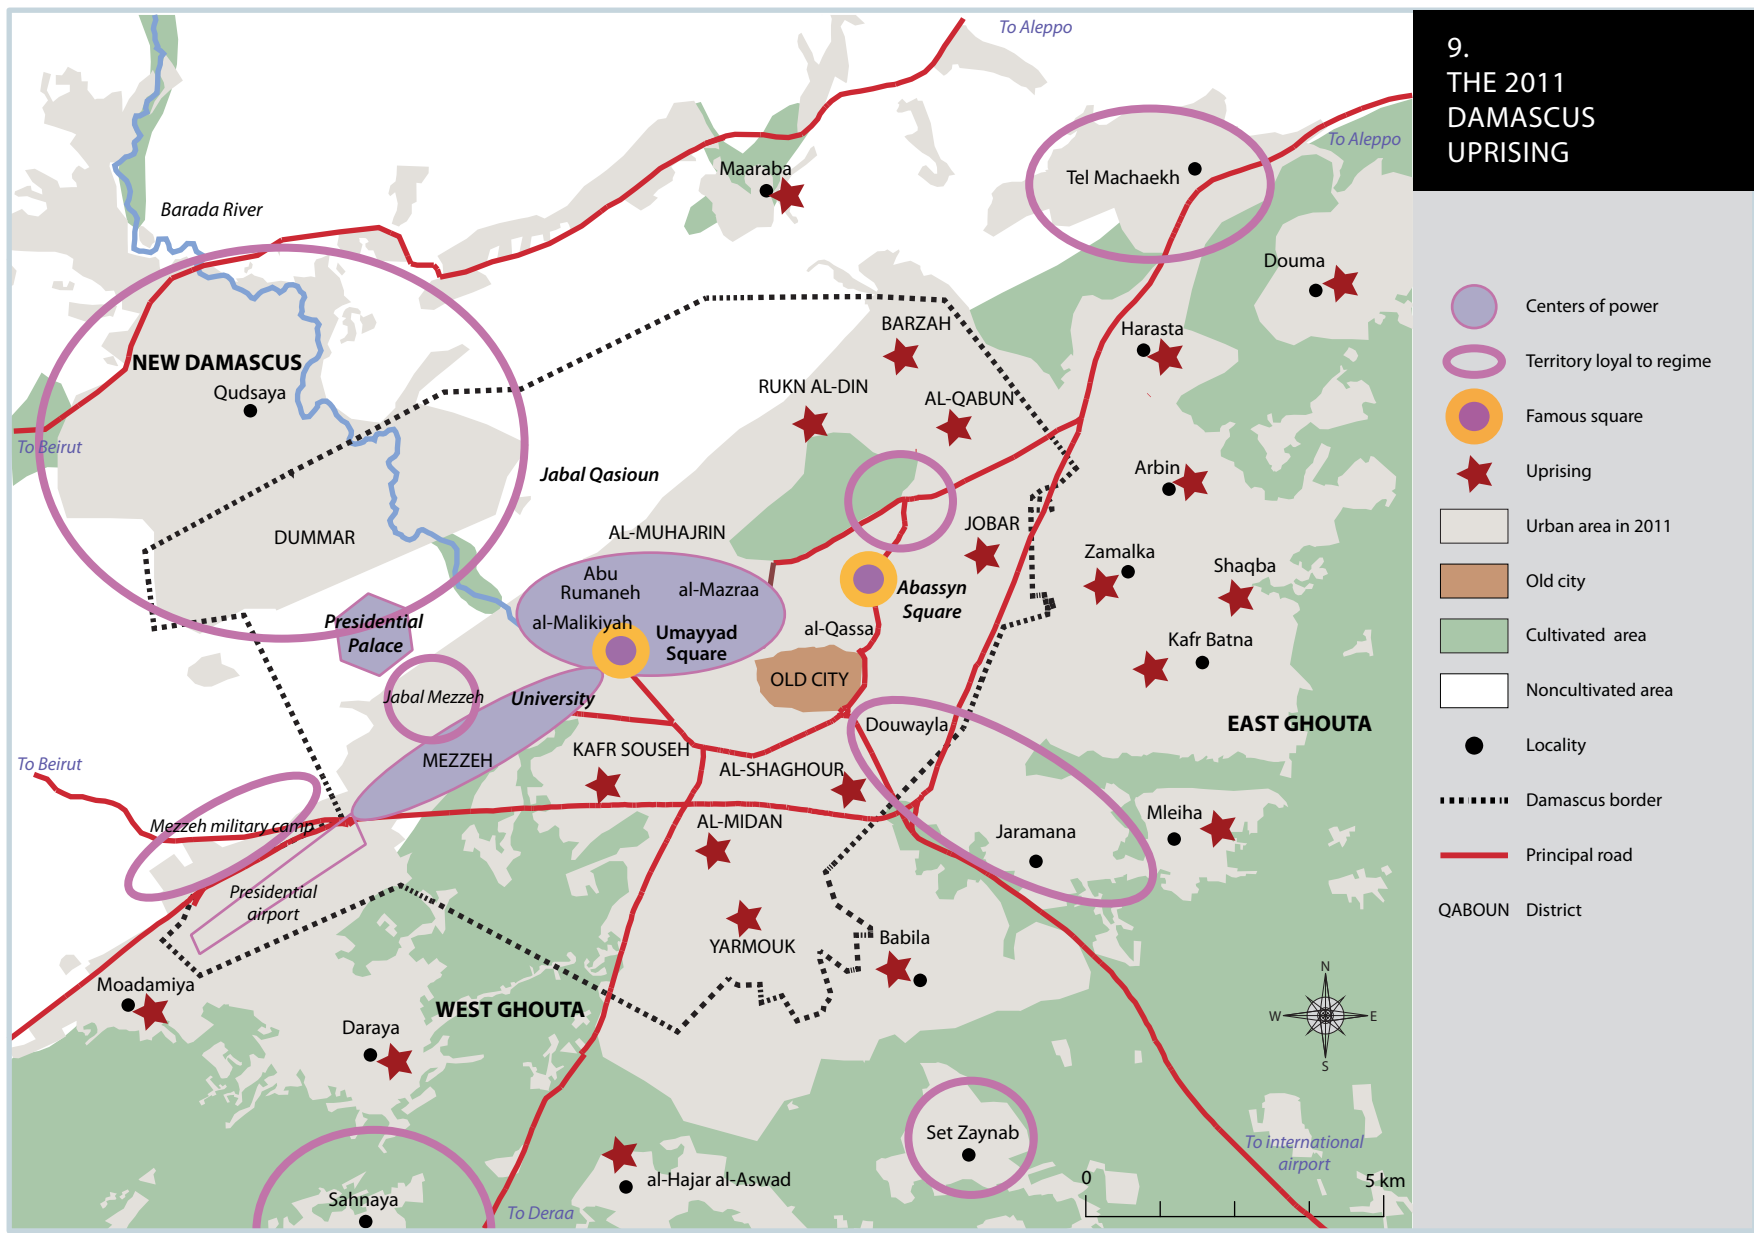 To Aleppo
9.
THE 2011
DAMASCUS
UPRISING
To Aleppo
Maaraba
Tel Machaekh
Barada River
Douma
BARZAH
Harasta
NEW DAMASCUS
Qudsaya
RUKN AL-DIN
AL-QABUN
To Beirut
Jabal Qasioun
Arbin
DUMMAR
AL-MUHAJRIN
JOBAR
Zamalka
Shaqba
Abu
Rumaneh
al-Mazraa
Abassyn
Square
al-Malikiyah
Presidential
Palace
Umayyad
Square
al-Qassa
Kafr Batna
OLD CITY
Jabal Mezzeh
University
Douwayla
EAST GHOUTA
MEZZEH
KAFR SOUSEH
AL-SHAGHOUR
To Beirut
Mezzeh military camp
AL-MIDAN
Jaramana
Mleiha
Presidential
airport
YARMOUK
Babila
Moadamiya
WEST GHOUTA
Daraya
Set Zaynab
al-Hajar al-Aswad
Sahnaya
To Deraa
To international
airport
N
W
E
S
0
5 km
Centers of power
Territory loyal to regime
Famous square
Uprising
Urban area in 2011
Old city
Cultivated area
Noncultivated area
Locality
Damascus border
Principal road
QABOUN District